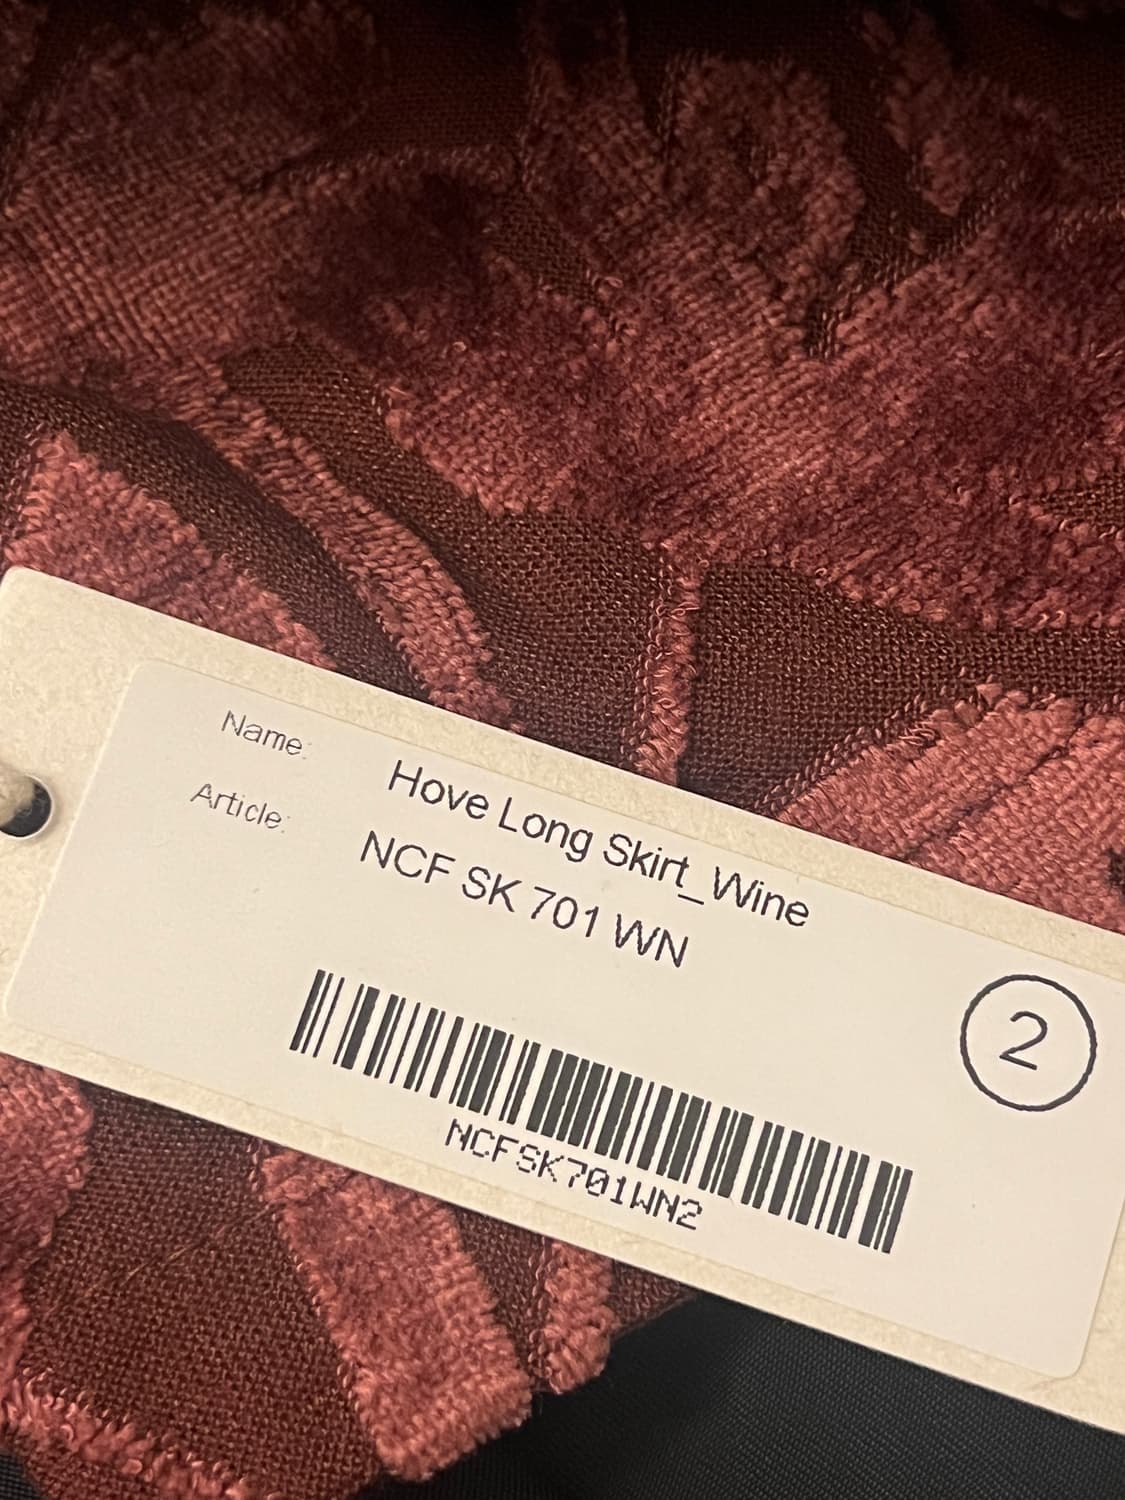 Name: Hove Long Skirt_Wine
Article: NCF SK 701 WN
2
NCFSK701WN2